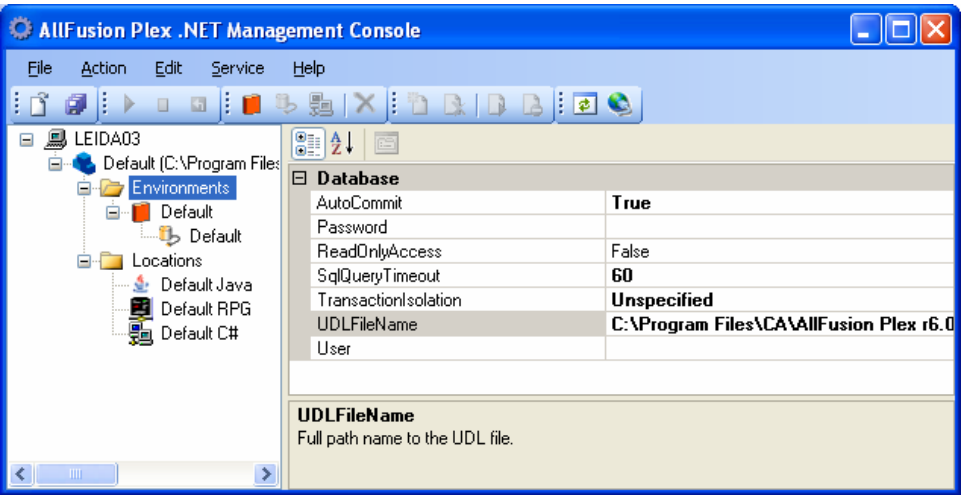 AllFusion Plex .NET Management Console
File Action Edit Service Help
LEIDA03
Default (C:\Program Files
Environments
Default
Default
Locations
Default Java
Default RPG
Default C#
Database
AutoCommit True
Password
ReadOnlyAccess False
SqlQueryTimeout 60
TransactionIsolation Unspecified
UDLFileName C:\Program Files\CA\AllFusion Plex r6.0
User
UDLFileName
Full path name to the UDL file.